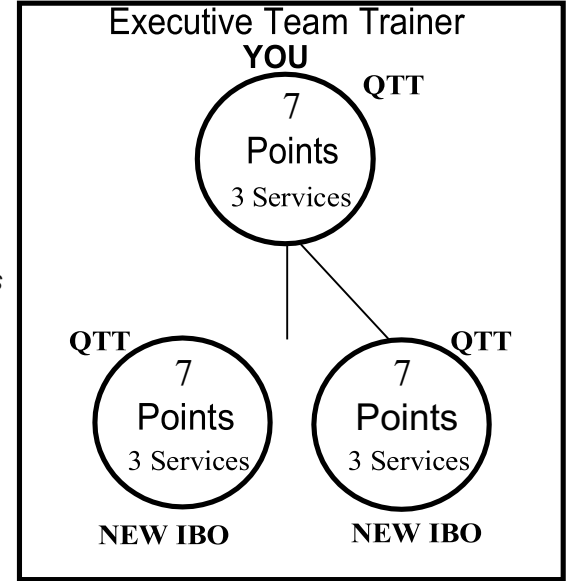 Executive Team Trainer
YOU
QTT
7
Points
3 Services
QTT
7
Points
3 Services
NEW IBO
QTT
7
Points
3 Services
NEW IBO